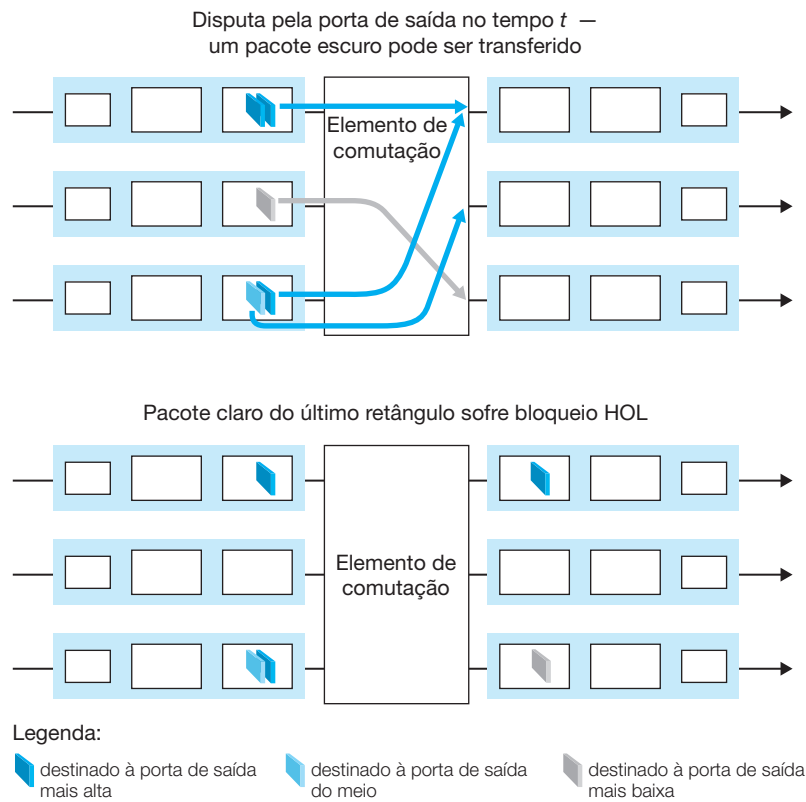 Disputa pela porta de saída no tempo t —
um pacote escuro pode ser transferido
Elemento de
comutação
Pacote claro do último retângulo sofre bloqueio HOL
Elemento de
comutação
Legenda:
destinado à porta de saída
mais alta
destinado à porta de saída
do meio
destinado à porta de saída
mais baixa